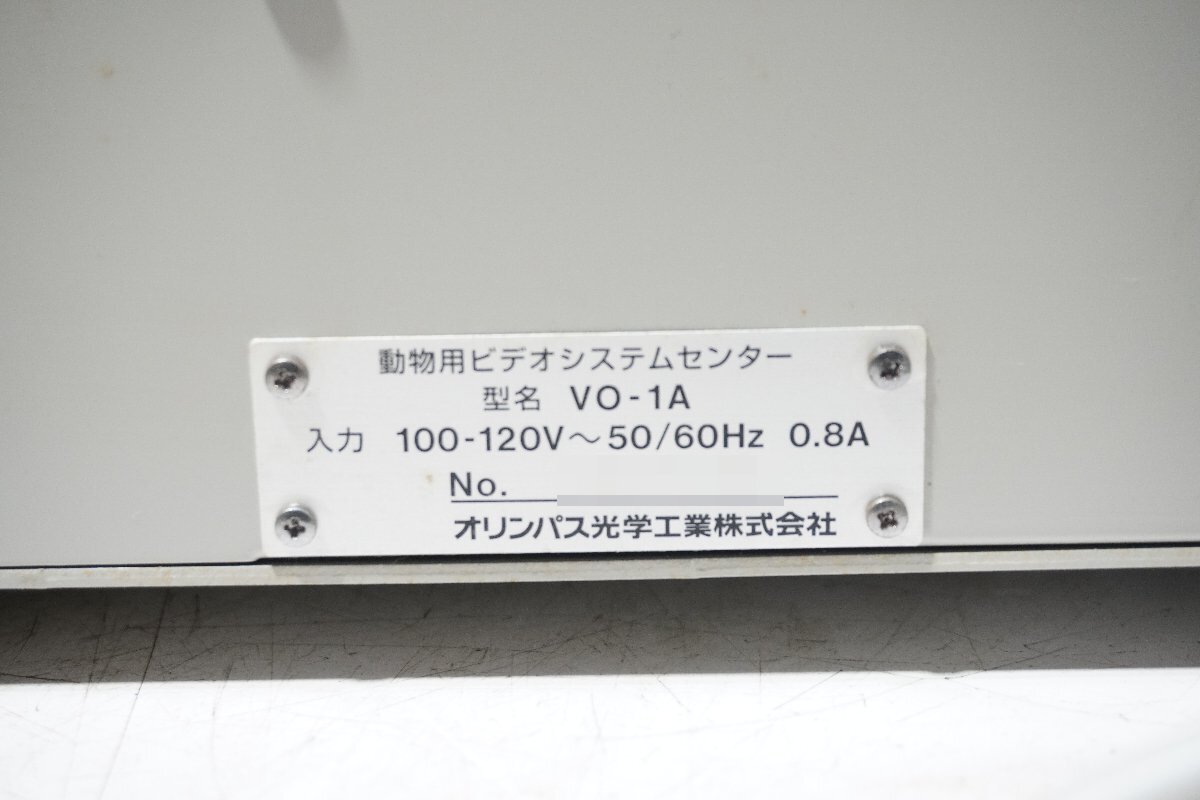 動物用ビデオシステムセンター
型名 VO-1A
入力 100-120V～50/60Hz 0.8A
No.
オリンパス光学工業株式会社